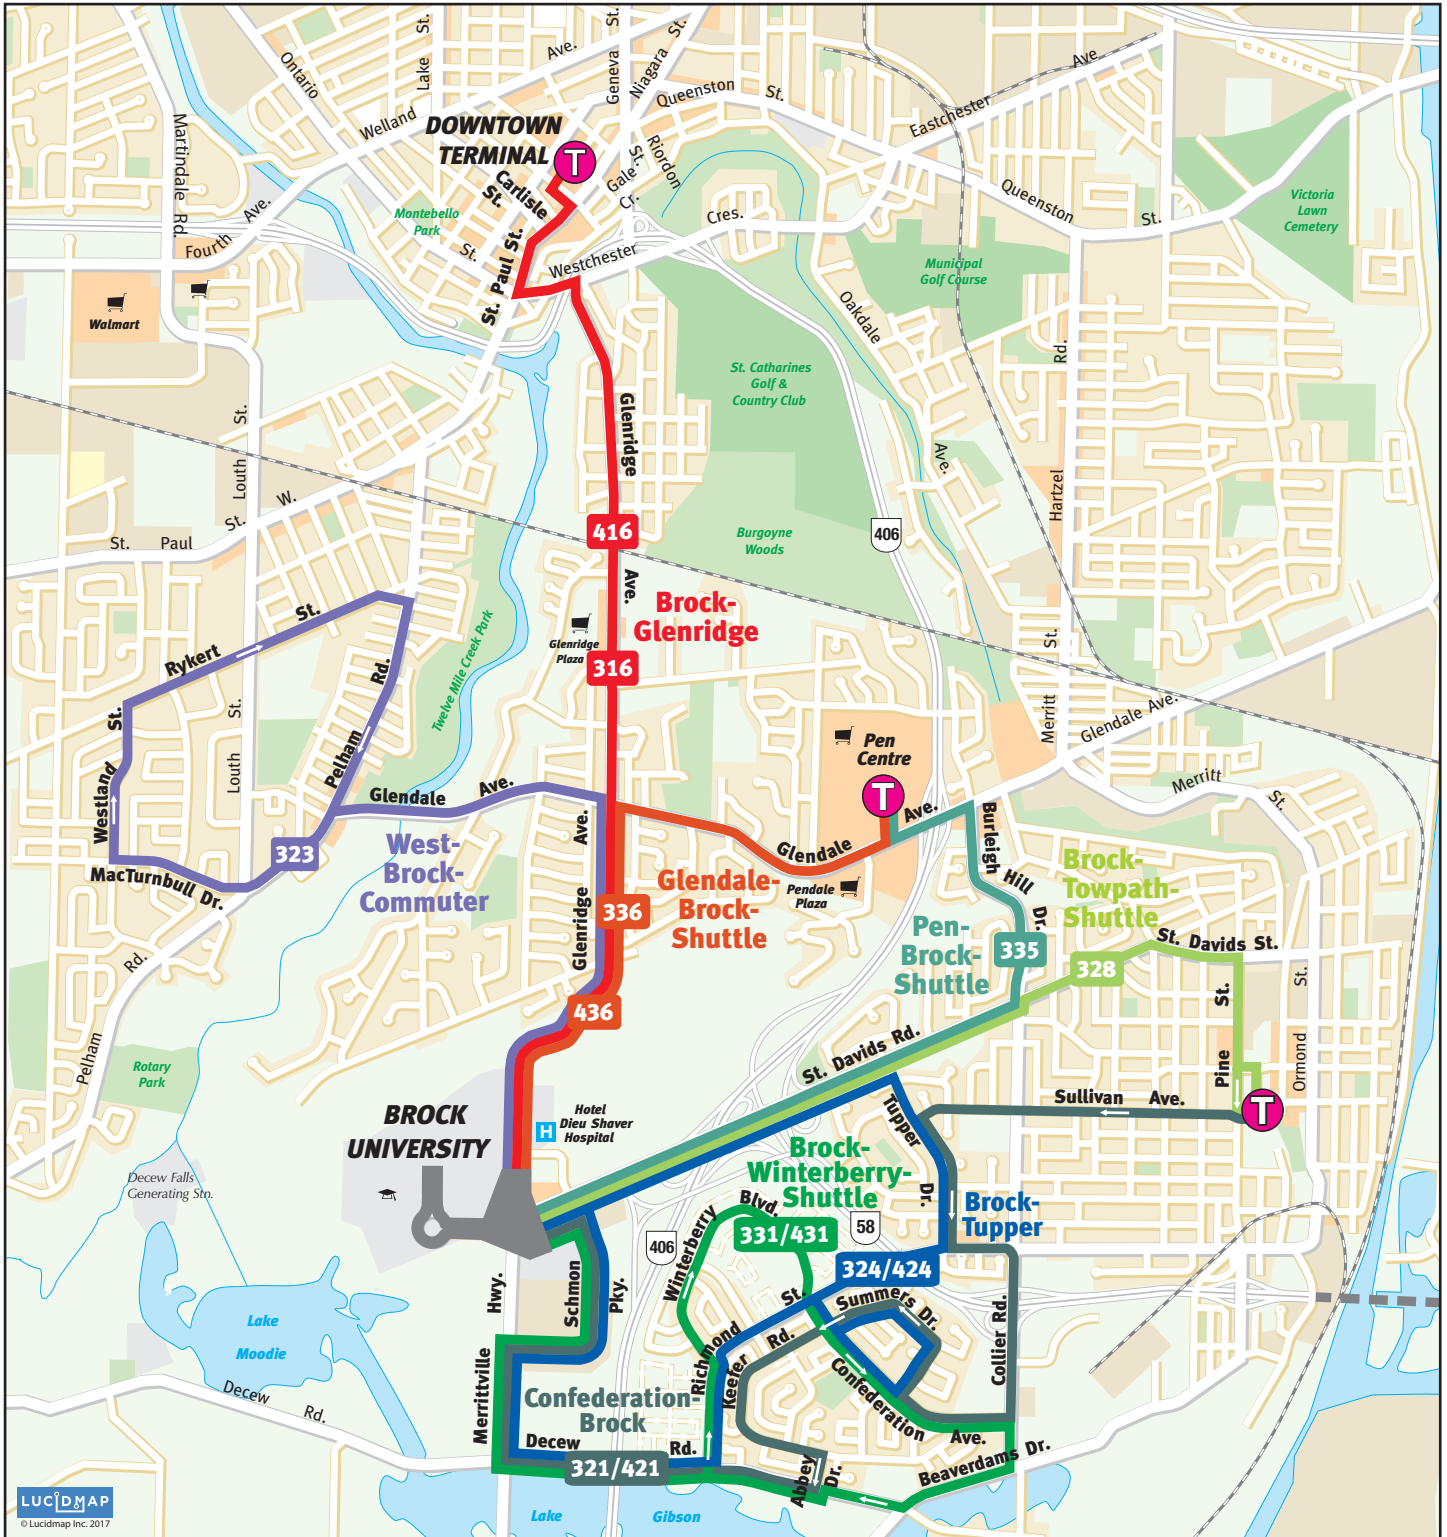 Ontario
St.
Lake
St.
Ave.
Welland
Geneva
St.
Niagara
St.
Queenston
St.
Eastchester
Ave
Martindale
Rd.
Fourth
Ave.
DOWNTOWN
TERMINAL
T
Carlisle
St.
St. Paul St.
Montebello
Park
Gale
St.
Riordon
Cr.
Cres.
Westchester
Queenston
St.
Victoria
Lawn
Cemetery
Municipal
Golf Course
Oakdale
Ave.
Walmart
St. Catharines
Golf &
Country Club
Burgoyne
Woods
406
Hartzel
Rd.
Louth
St.
St. Paul
St.
W.
Glenridge
Ave.
416
Brock-
Glenridge
316
Glenridge
Plaza
Twelve Mile Creek Park
Rykert
St.
Pelham
Rd.
Louth
St.
Westland
St.
MacTurnbull Dr.
323
Glendale
Ave.
West-
Brock-
Commuter
Pen
Centre
T
Merritt
St.
Glendale Ave.
Merritt
St.
Glendale
Ave.
Pendale
Plaza
Burleigh
Hill
Dr.
Glendale-
Brock-
Shuttle
336
436
Glenridge
Ave.
Pen-
Brock-
Shuttle
335
Brock-
Towpath-
Shuttle
328
St. Davids St.
Pine
St.
Ormond
St.
T
Sullivan
Ave.
St. Davids Rd.
Pelham
Rd.
Rotary
Park
BROCK
UNIVERSITY
H
Hotel
Dieu Shaver
Hospital
Decew Falls
Generating Stn.
Tupper
Dr.
Brock-
Tupper
324/424
Brock-
Winterberry-
Shuttle
331/431
Winterberry
Blvd.
58
406
Schmon
Pky.
Merrittville
Hwy.
Richmond
St.
Keefer
Rd.
Summers Dr.
Confederation
Ave.
Collier Rd.
Beaverdams Dr.
Abbey
Dr.
Confederation-
Brock
321/421
Decew
Rd.
Lake
Moodie
Decew
Rd.
Lake
Gibson
LUCIDMAP
© Lucidmap Inc. 2017